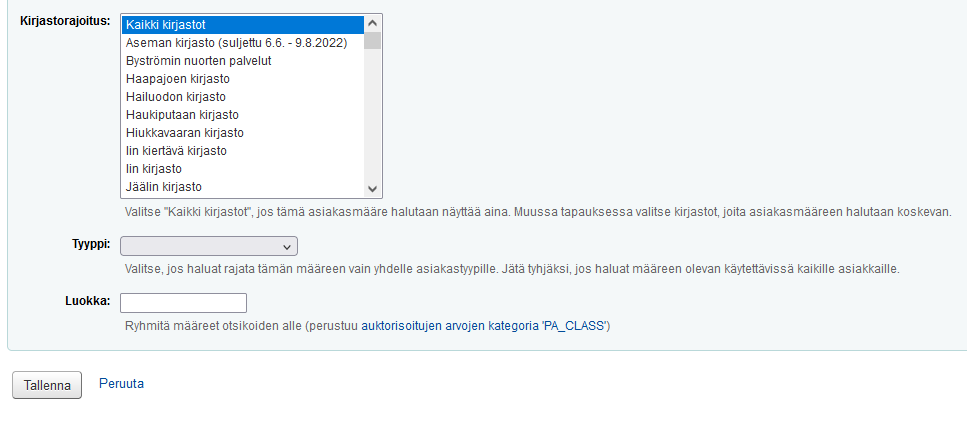 Kirjastorajoitus:
Kaikki kirjastot
Aseman kirjasto (suljettu 6.6. - 9.8.2022)
Byströmin nuorten palvelut
Haapajoen kirjasto
Hailuodon kirjasto
Haukiputaan kirjasto
Hiukkavaaran kirjasto
Iin kiertävä kirjasto
Iin kirjasto
Jäälin kirjasto
Valitse "Kaikki kirjastot", jos tämä asiakasmääre halutaan näyttää aina. Muussa tapauksessa valitse kirjastot, joita asiakasmääreen halutaan koskevan.
Tyyppi:
Valitse, jos haluat rajata tämän määreen vain yhdelle asiakastyypille. Jätä tyhjäksi, jos haluat määreen olevan käytettävissä kaikille asiakkaille.
Luokka:
Ryhmitä määreet otsikoiden alle (perustuu auktorisoitujen arvojen kategoria 'PA_CLASS')
Tallenna Peruuta